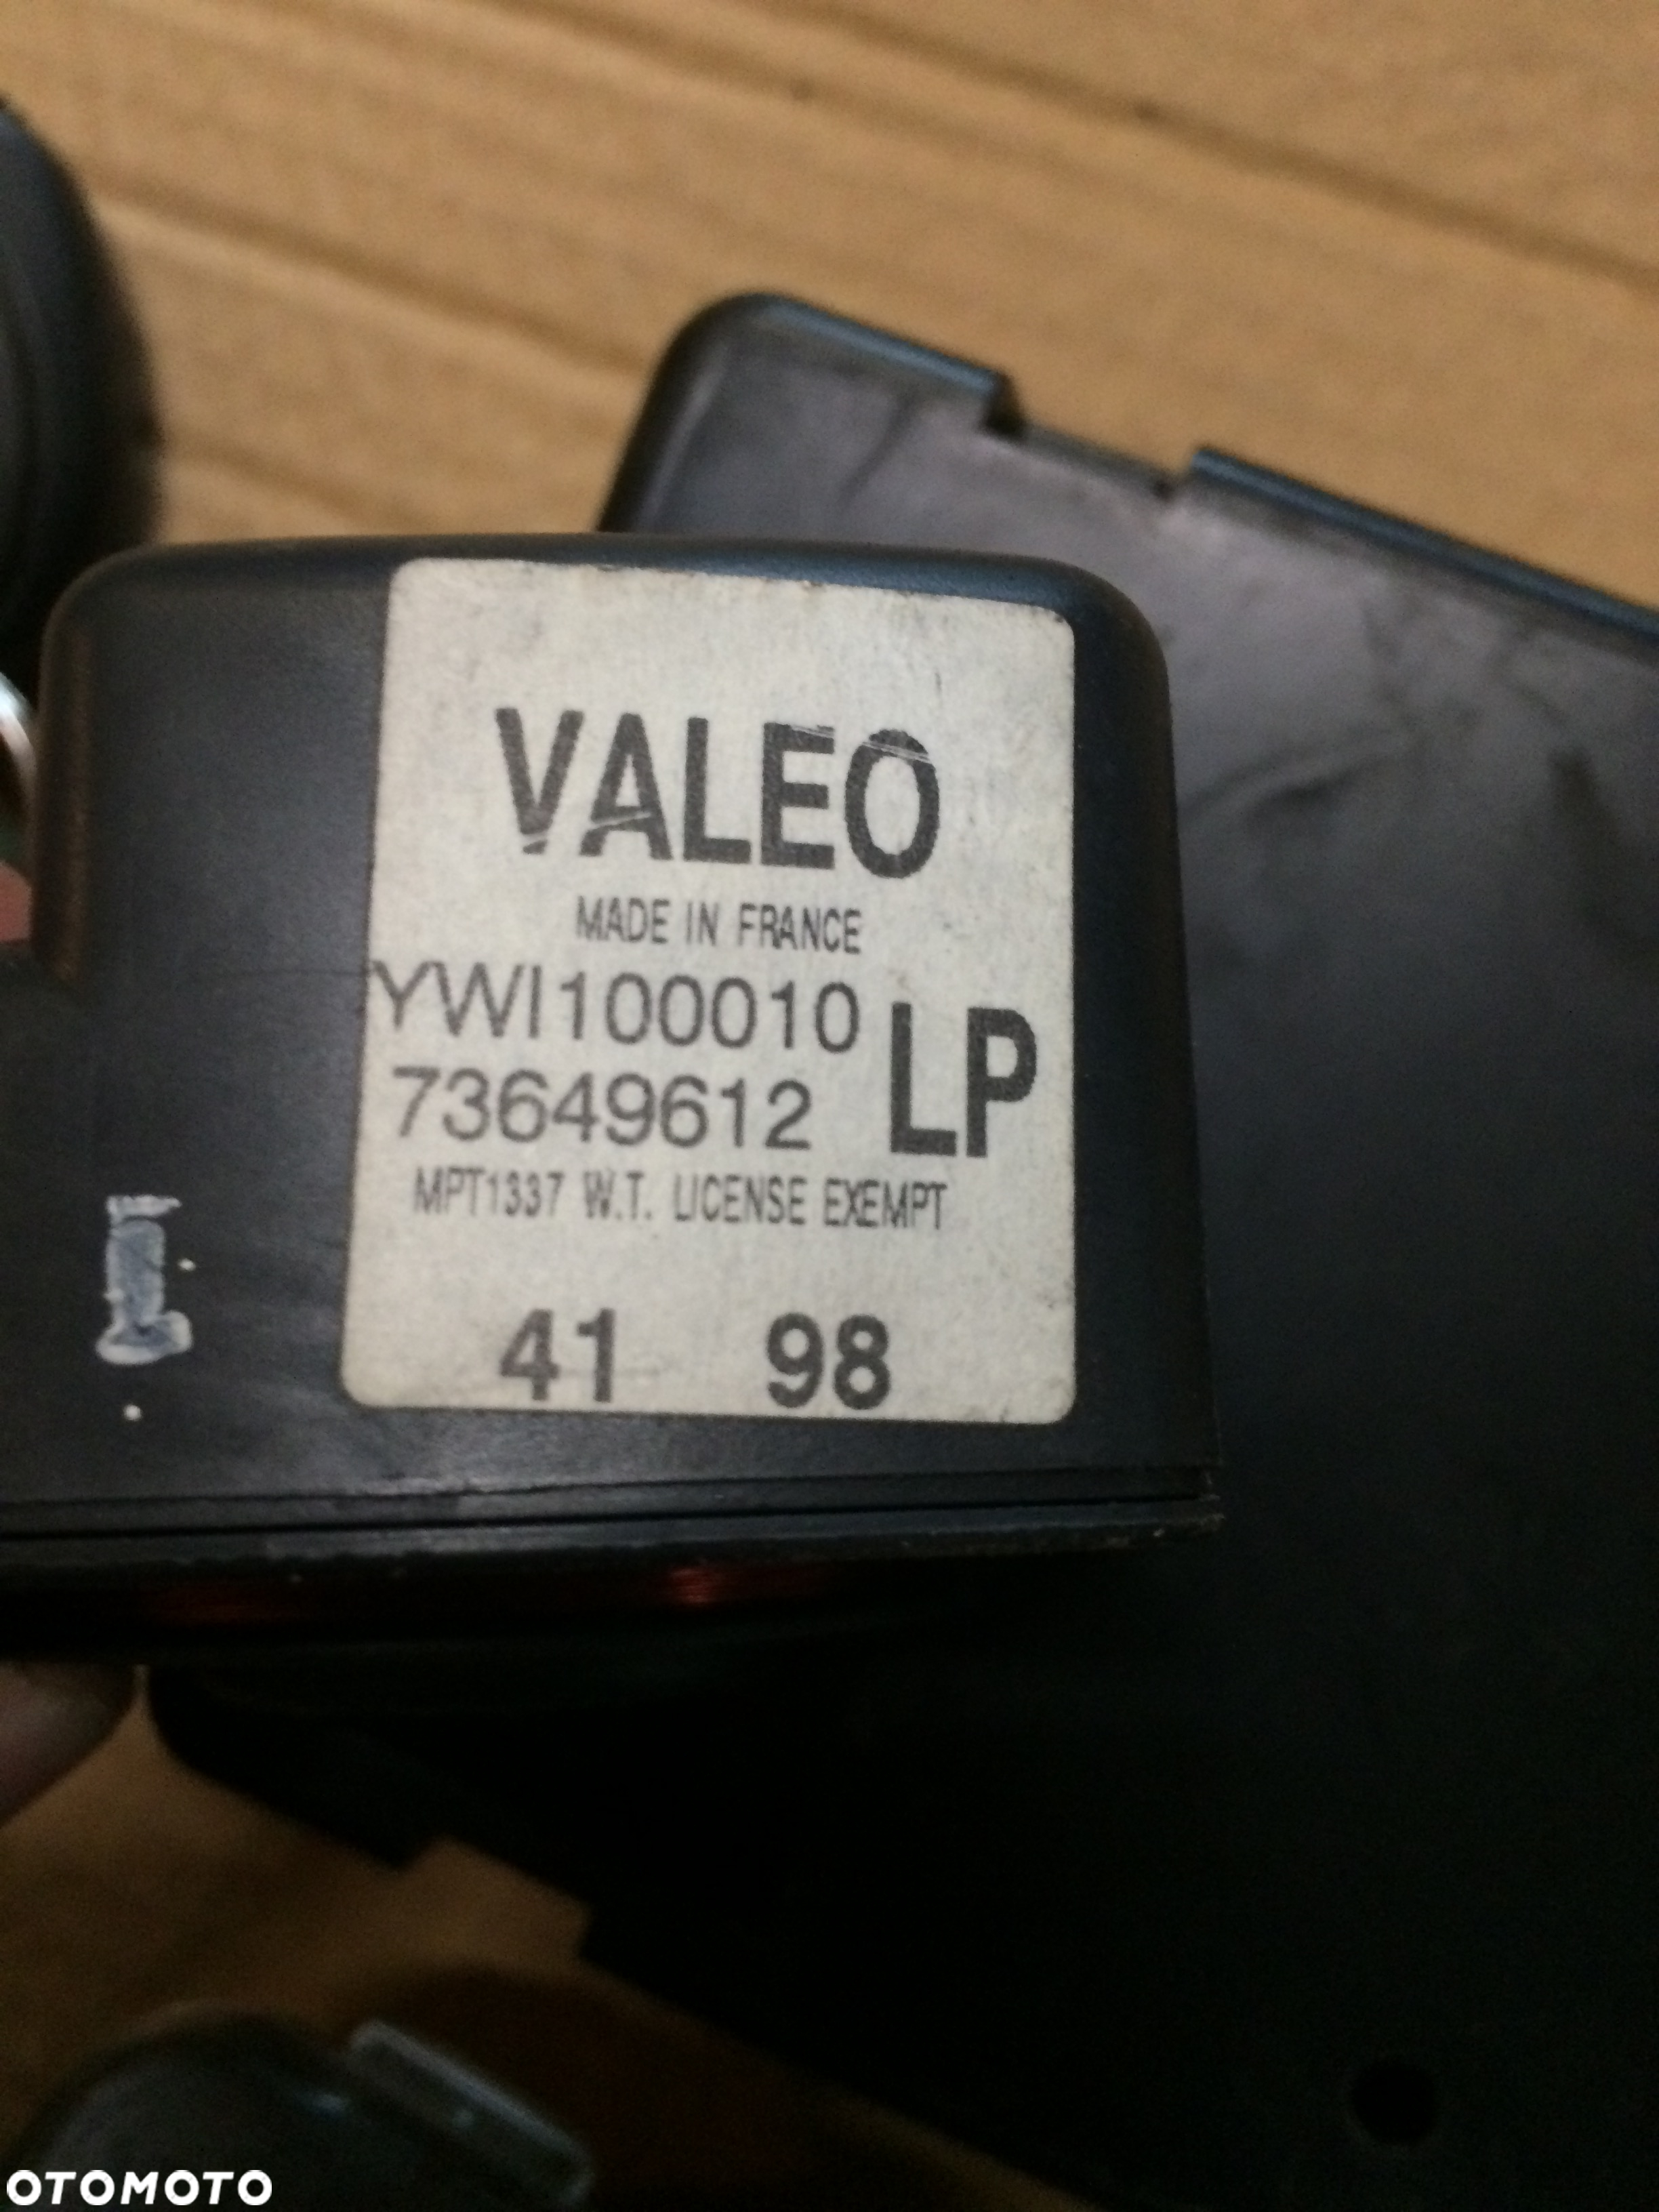 VALEO
MADE IN FRANCE
YWI100010
73649612
LP
MPT1337 W.T. LICENSE EXEMPT
41 98
OTOMOTO